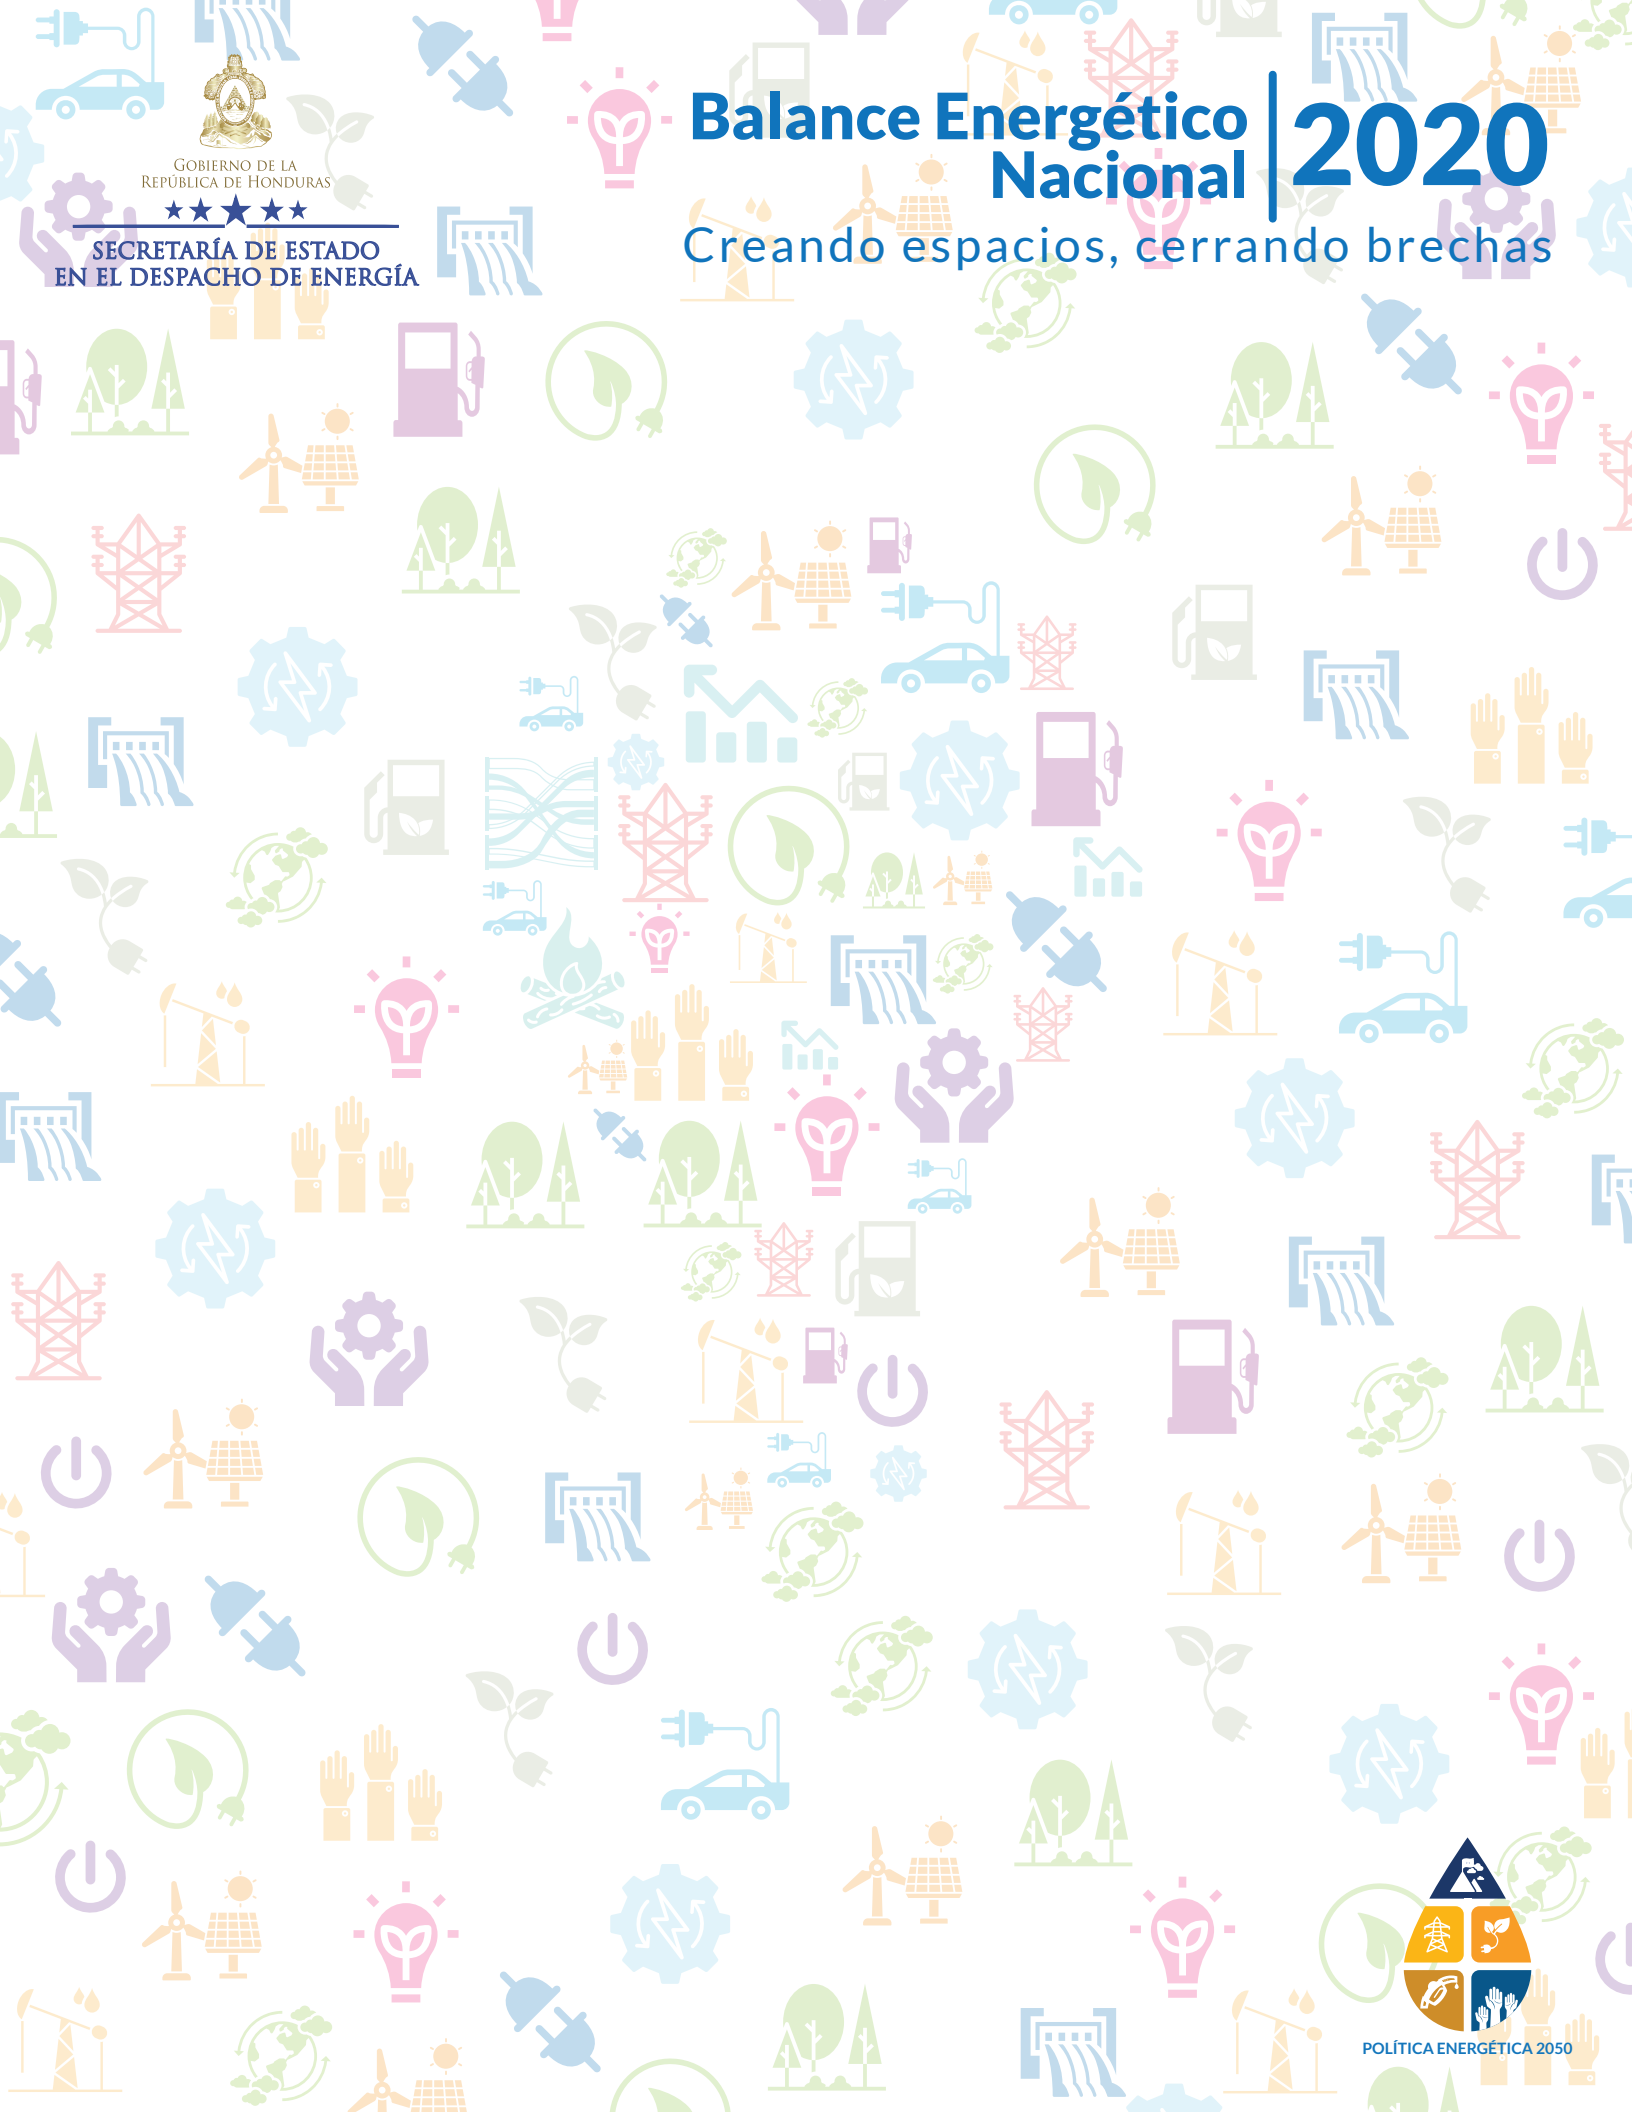 GOBIERNO DE LA
REPÚBLICA DE HONDURAS
SECRETARÍA DE ESTADO
EN EL DESPACHO DE ENERGÍA
Balance Energético
Nacional
2020
Creando espacios, cerrando brechas
POLÍTICA ENERGÉTICA 2050